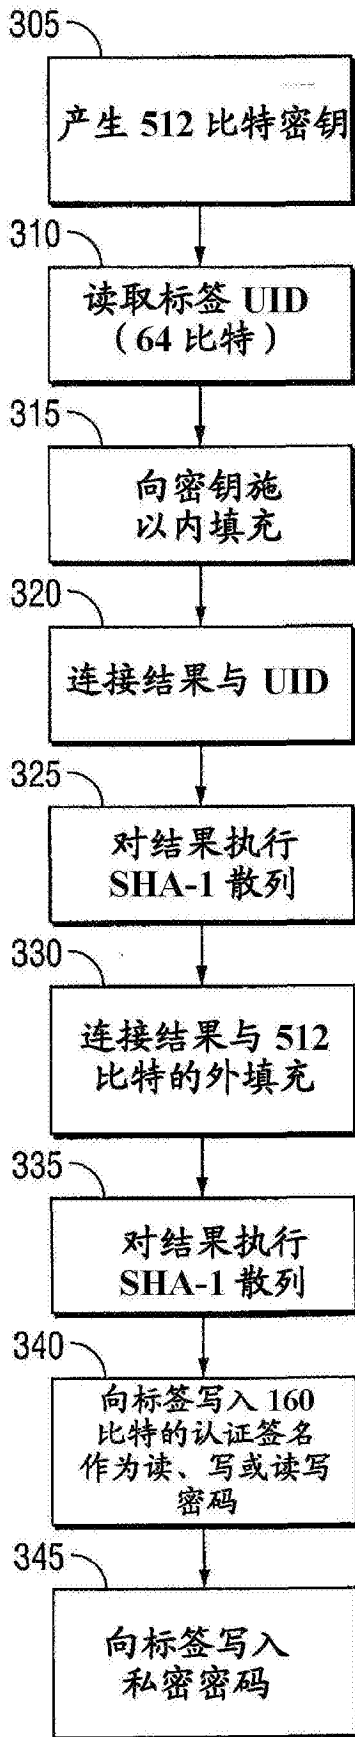 305
产生 512 比特密钥
310
读取标签 UID
（64 比特）
315
向密钥施
以内填充
320
连接结果与 UID
325
对结果执行
SHA-1 散列
330
连接结果与 512
比特的外填充
335
对结果执行
SHA-1 散列
340
向标签写入 160
比特的认证签名
作为读、写或读写
密码
345
向标签写入
私密密码